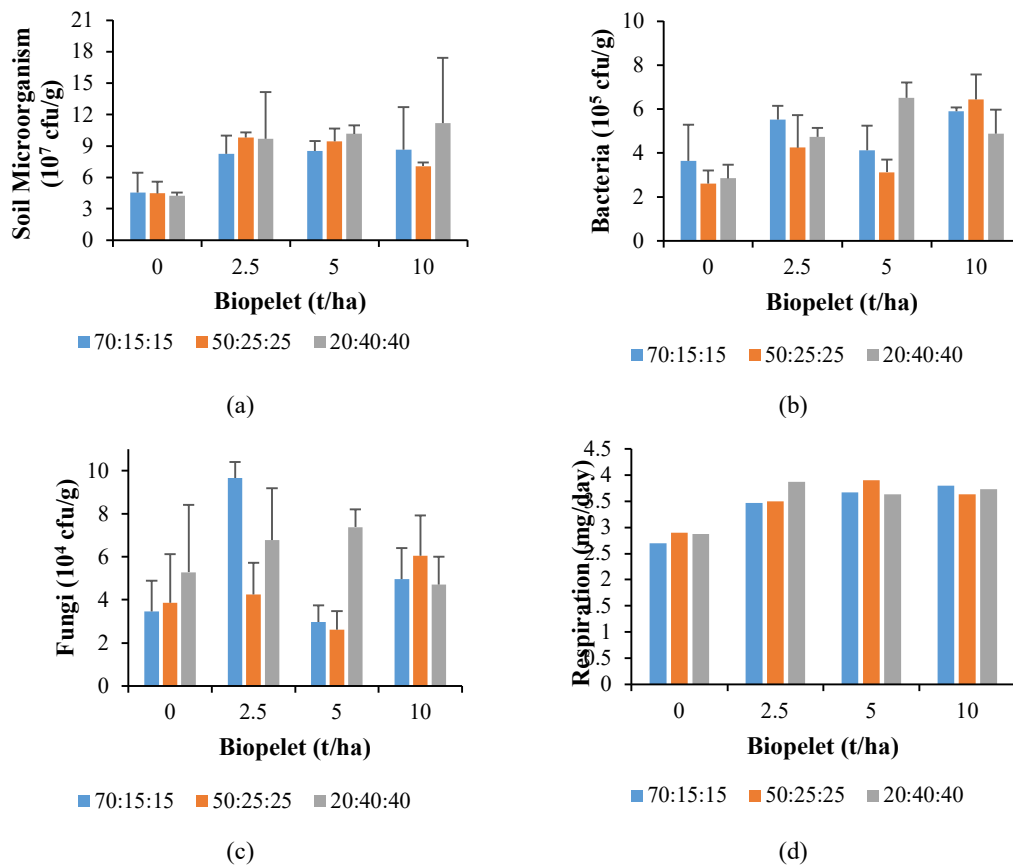 Soil Microorganism
(10⁷ cfu/g)
21
18
15
12
9
6
3
0
0 2.5 5 10
Biopelet (t/ha)
70:15:15 50:25:25 20:40:40
(a)
Bacteria (10⁵ cfu/g)
10
8
6
4
2
0
0 2.5 5 10
Biopelet (t/ha)
70:15:15 50:25:25 20:40:40
(b)
Fungi (10⁴ cfu/g)
10
8
6
4
2
0
0 2.5 5 10
Biopelet (t/ha)
70:15:15 50:25:25 20:40:40
(c)
Respiration (mg/day)
4.5
4
3.5
3
2.5
2
1.5
1
0.5
0
0 2.5 5 10
Biopelet (t/ha)
70:15:15 50:25:25 20:40:40
(d)